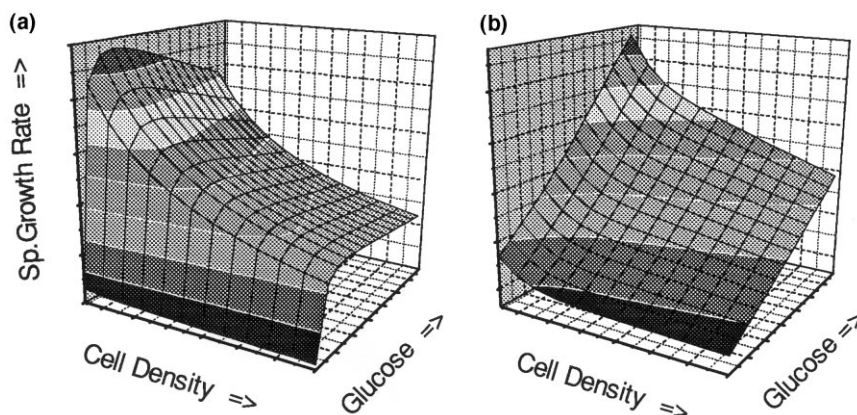 (a)
Sp.Growth Rate =>
Cell Density =>
Glucose =>
(b)
Cell Density =>
Glucose =>